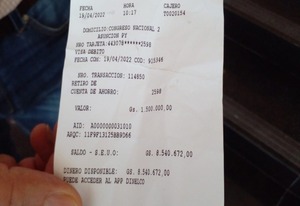 FECHA HORA CAJERO
19/04/2022 10:17 T0020154
DOMICILIO:CONGRESO NACIONAL 2
ASUNCION PY
NRO TARJETA:443078******2598
VISA DEBITO
FECHA CON: 19/04/2022 COD: 915348
NRO. TRANSACCION: 114850
RETIRO DE
CUENTA DE AHORRO: 2598
VALOR: Gs. 1.500.000,00
AID: A0000000031010
ARQC: 11F9F13125BB9D66
SALDO - S.E.U.O: GS. 8.540.672,00
DINERO DISPONIBLE: GS. 8.540.672,00
PUEDE ACCEDER AL APP DINELCO